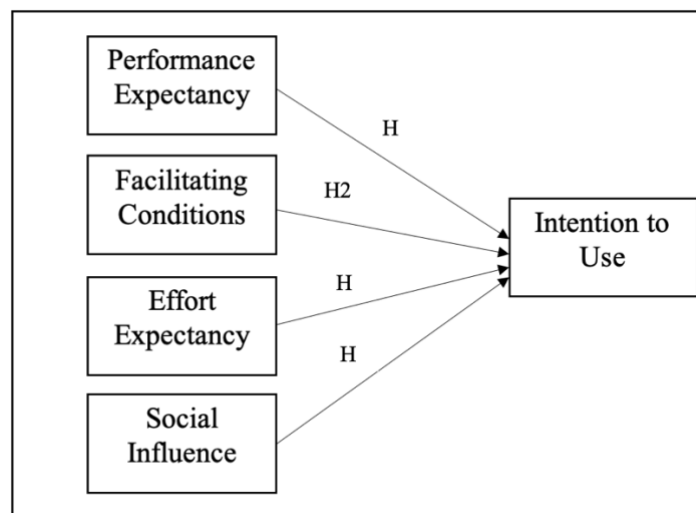 Performance
Expectancy
H
Facilitating
Conditions
H2
Intention to
Use
Effort
Expectancy
H
H
Social
Influence